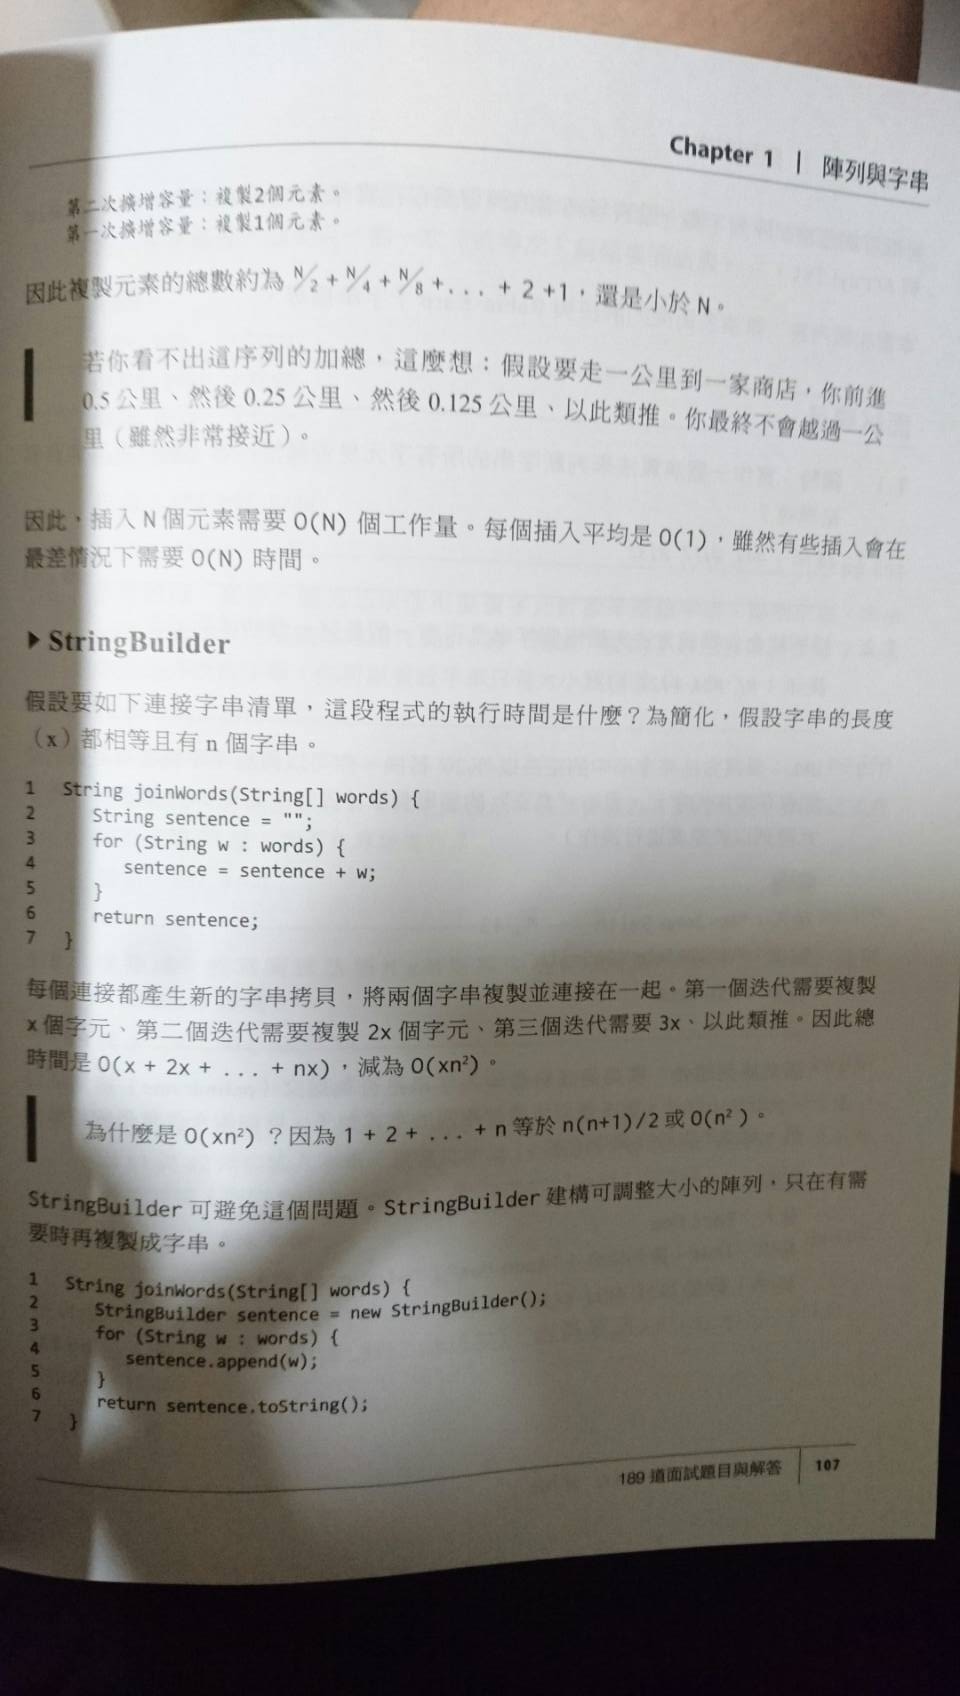 Chapter 1 | 陣列與字串
第二次擴增容量：複製2個元素。
第一次擴增容量：複製1個元素。
因此複製元素的總數約為 N/2 + N/4 + N/8 +. . . + 2 +1，還是小於 N。
若你看不出這序列的加總，這麼想：假設要走一公里到一家商店，你前進
0.5 公里、然後 0.25 公里、然後 0.125 公里、以此類推。你最終不會越過一公
里（雖然非常接近）。
因此，插入 N 個元素需要 O(N) 個工作量。每個插入平均是 O(1)，雖然有些插入會在
最差情況下需要 O(N) 時間。
▶ StringBuilder
假設要如下連接字串清單，這段程式的執行時間是什麼？為簡化，假設字串的長度
（x）都相等且有 n 個字串。
1 String joinWords(String[] words) {
2 String sentence = "";
3 for (String w : words) {
4 sentence = sentence + w;
5 }
6 return sentence;
7 }
每個連接都產生新的字串拷貝，將兩個字串複製並連接在一起。第一個迭代需要複製
x 個字元、第二個迭代需要複製 2x 個字元、第三個迭代需要 3x、以此類推。因此總
時間是 O(x + 2x + . . . + nx)，減為 O(xn²)。
為什麼是 O(xn²) ？因為 1 + 2 + . . . + n 等於 n(n+1)/2 或 O(n² )。
StringBuilder 可避免這個問題。StringBuilder 建構可調整大小的陣列，只在有需
要時再複製成字串。
1 String joinWords(String[] words) {
2 StringBuilder sentence = new StringBuilder();
3 for (String w : words) {
4 sentence.append(w);
5 }
6 return sentence.toString();
7 }
189 道面試題目與解答 | 107